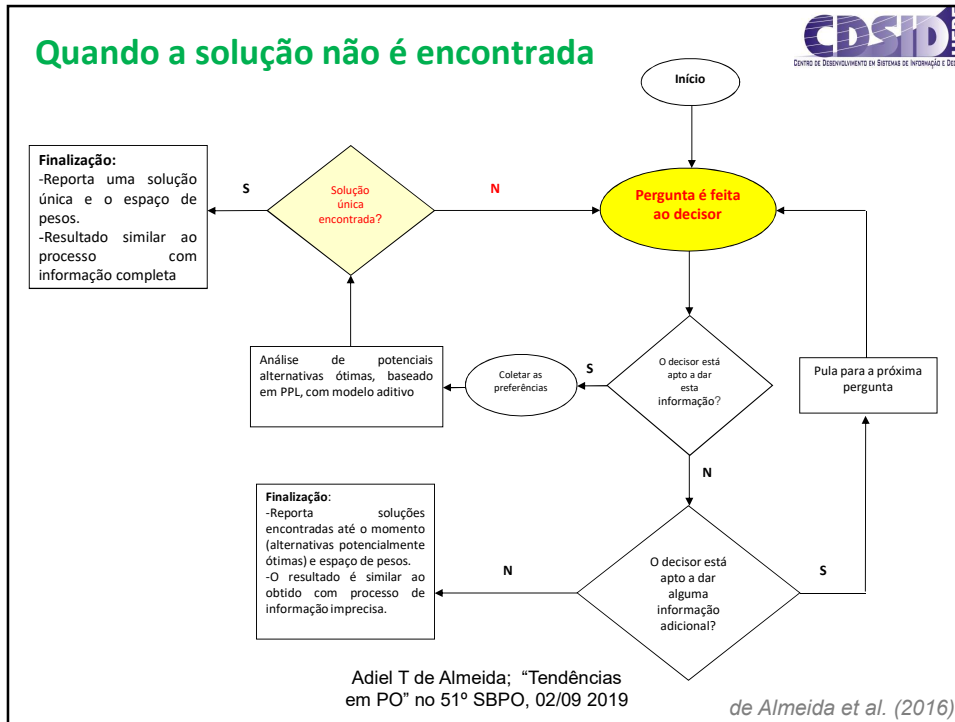 Quando a solução não é encontrada
CDSID
UFPE
CENTRO DE DESENVOLVIMENTO EM SISTEMAS DE INFORMAÇÃO E DEC
Início
Finalização:
-Reporta uma solução
única e o espaço de
pesos.
-Resultado similar ao
processo com
informação completa
S
Solução
única
encontrada?
N
Pergunta é feita
ao decisor
Análise de potenciais
alternativas ótimas, baseado
em PPL, com modelo aditivo
Coletar as
preferências
S
O decisor está
apto a dar
esta
informação?
Pula para a próxima
pergunta
N
Finalização:
-Reporta soluções
encontradas até o momento
(alternativas potencialmente
ótimas) e espaço de pesos.
-O resultado é similar ao
obtido com processo de
informação imprecisa.
N
O decisor está
apto a dar
alguma
informação
adicional?
S
Adiel T de Almeida; “Tendências
em PO” no 51º SBPO, 02/09 2019
de Almeida et al. (2016)